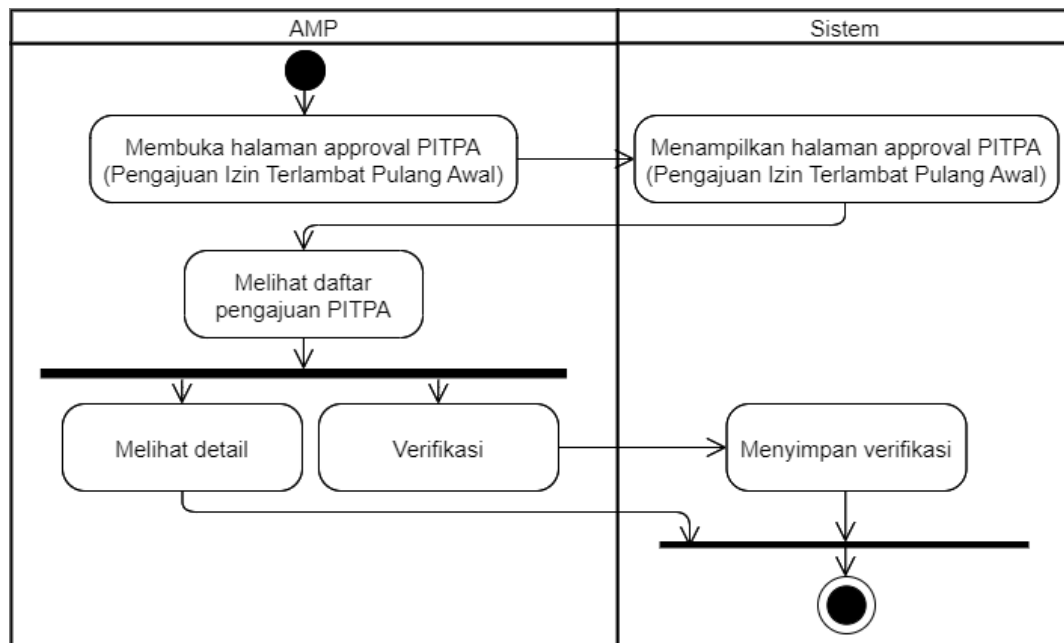 AMP
Sistem
Membuka halaman approval PITPA
(Pengajuan Izin Terlambat Pulang Awal)
Menampilkan halaman approval PITPA
(Pengajuan Izin Terlambat Pulang Awal)
Melihat daftar
pengajuan PITPA
Melihat detail
Verifikasi
Menyimpan verifikasi